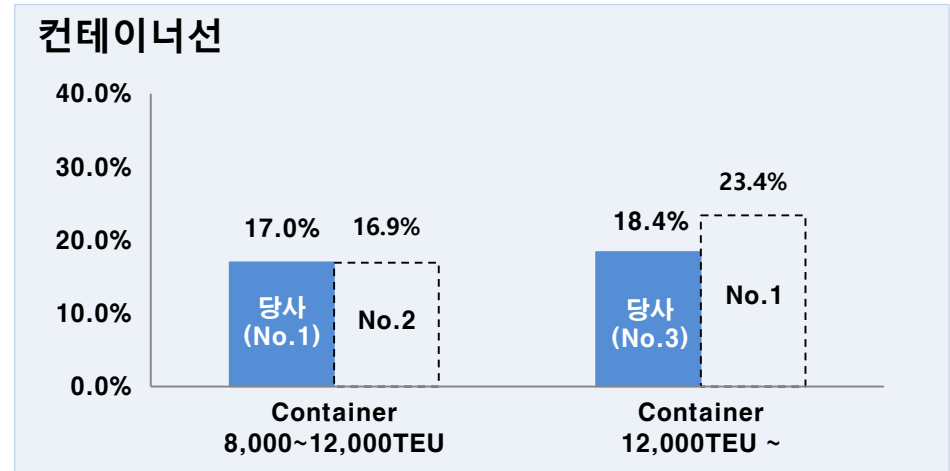 컨테이너선
40.0%
30.0%
20.0%
10.0%
0.0%
17.0%
16.9%
18.4%
23.4%
당사
(No.1)
No.2
당사
(No.3)
No.1
Container
8,000~12,000TEU
Container
12,000TEU ~